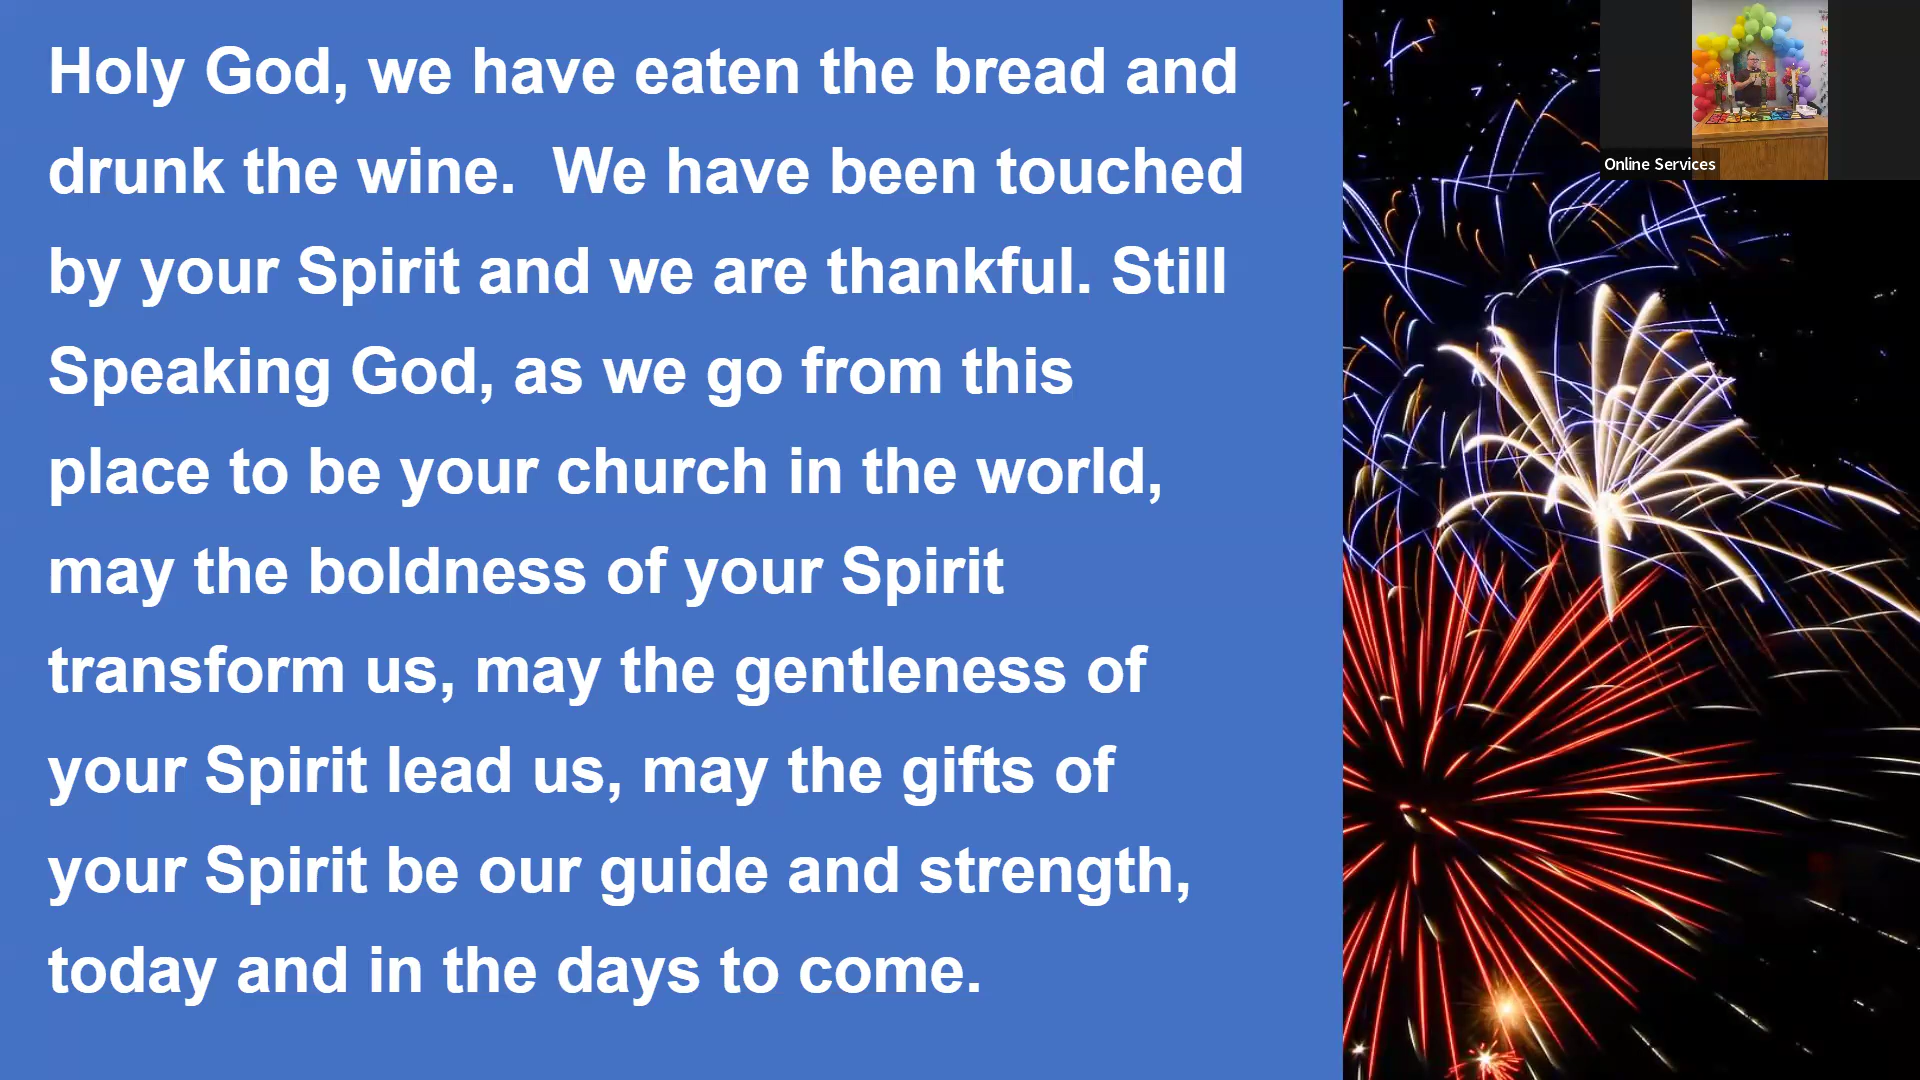 Holy God, we have eaten the bread and
drunk the wine.  We have been touched
by your Spirit and we are thankful. Still
Speaking God, as we go from this
place to be your church in the world,
may the boldness of your Spirit
transform us, may the gentleness of
your Spirit lead us, may the gifts of
your Spirit be our guide and strength,
today and in the days to come.
Online Services